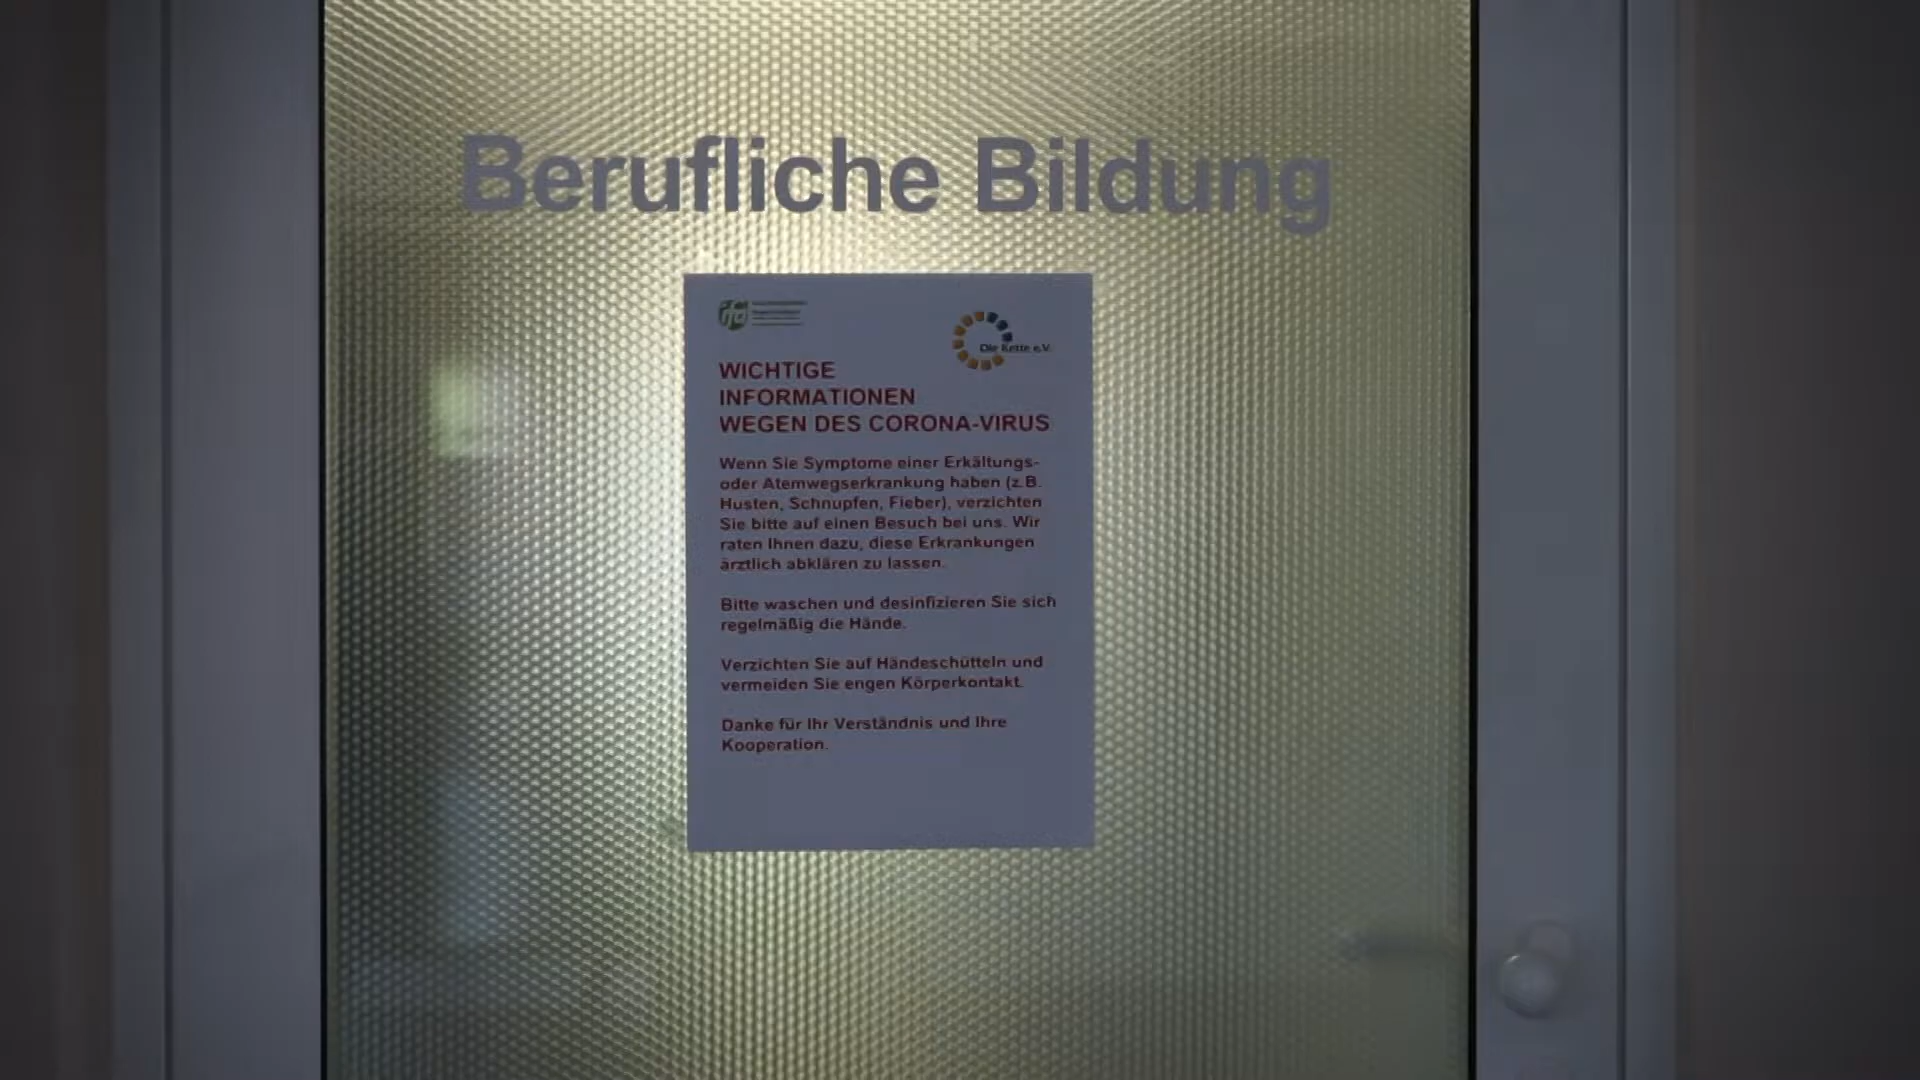 Berufliche Bildung
ifd
Die Kette e.V.
WICHTIGE
INFORMATIONEN
WEGEN DES CORONA-VIRUS
Wenn Sie Symptome einer Erkältungs-
oder Atemwegserkrankung haben (z.B.
Husten, Schnupfen, Fieber), verzichten
Sie bitte auf einen Besuch bei uns. Wir
raten Ihnen dazu, diese Erkrankungen
ärztlich abklären zu lassen.
Bitte waschen und desinfizieren Sie sich
regelmäßig die Hände.
Verzichten Sie auf Händeschütteln und
vermeiden Sie engen Körperkontakt.
Danke für Ihr Verständnis und Ihre
Kooperation.